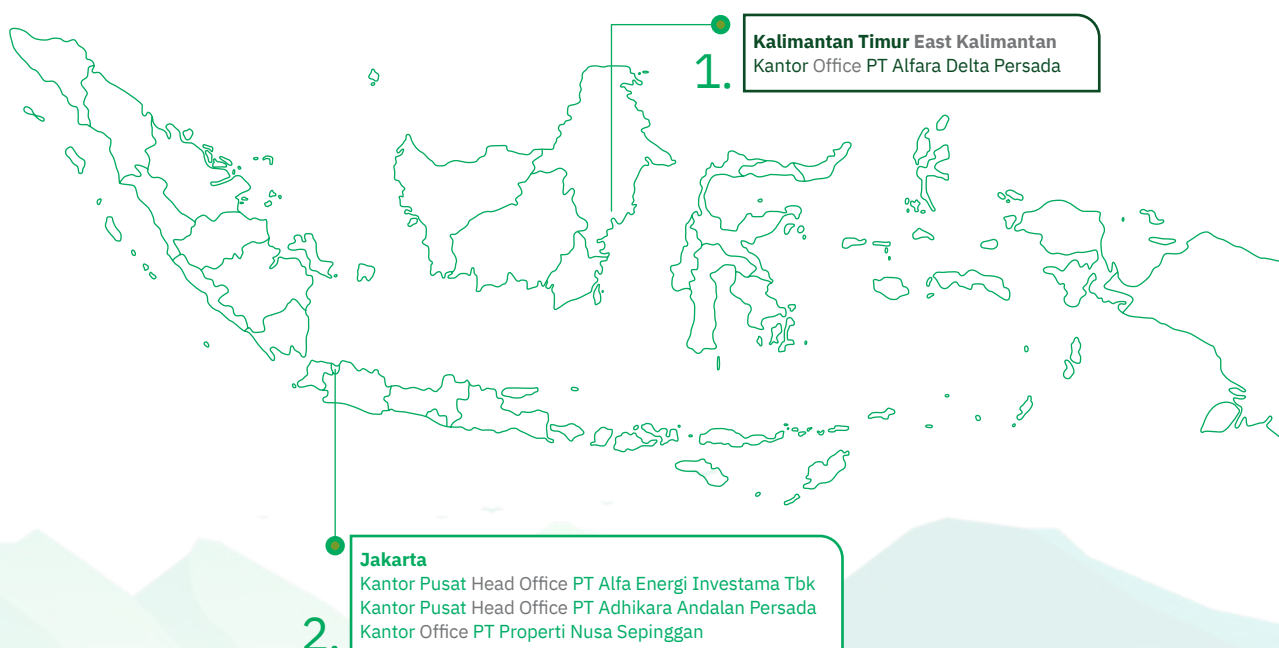 1.
Kalimantan Timur East Kalimantan
Kantor Office PT Alfara Delta Persada
2.
Jakarta
Kantor Pusat Head Office PT Alfa Energi Investama Tbk
Kantor Pusat Head Office PT Adhikara Andalan Persada
Kantor Office PT Properti Nusa Sepinggan